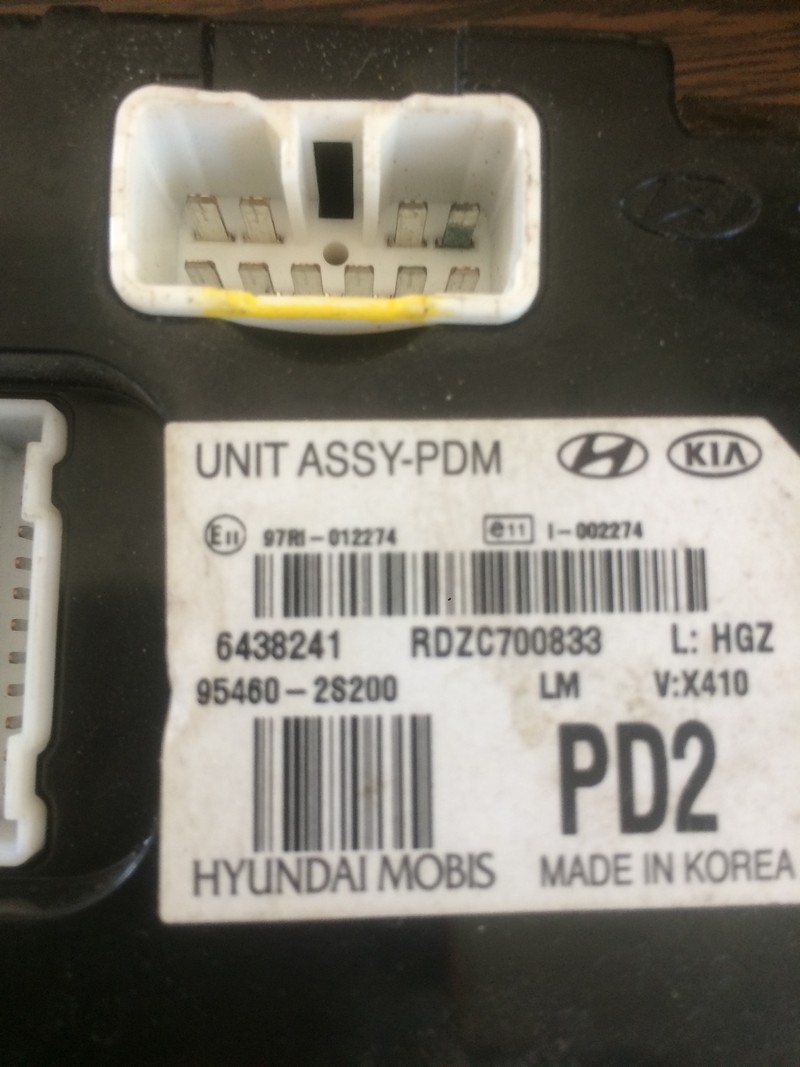 UNIT ASSY-PDM KIA
E11 97RI-012274 e11 I-002274
6438241 RDZC700833 L: HGZ
95460-2S200 LM V:X410
PD2
HYUNDAI MOBIS MADE IN KOREA